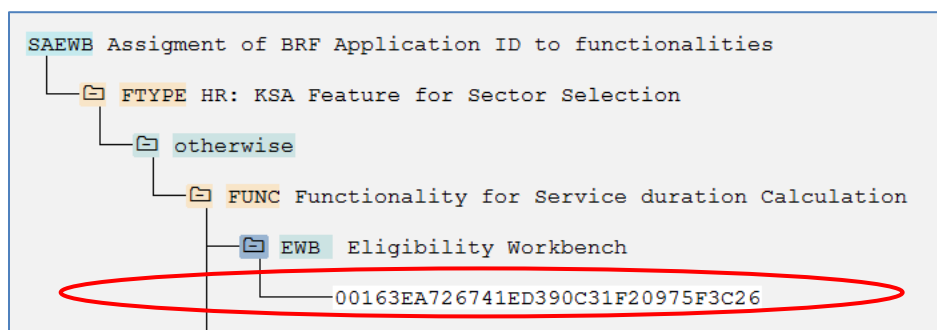 SAEWB Assigment of BRF Application ID to functionalities
FTYPE HR: KSA Feature for Sector Selection
otherwise
FUNC Functionality for Service duration Calculation
EWB Eligibility Workbench
00163EA726741ED390C31F20975F3C26